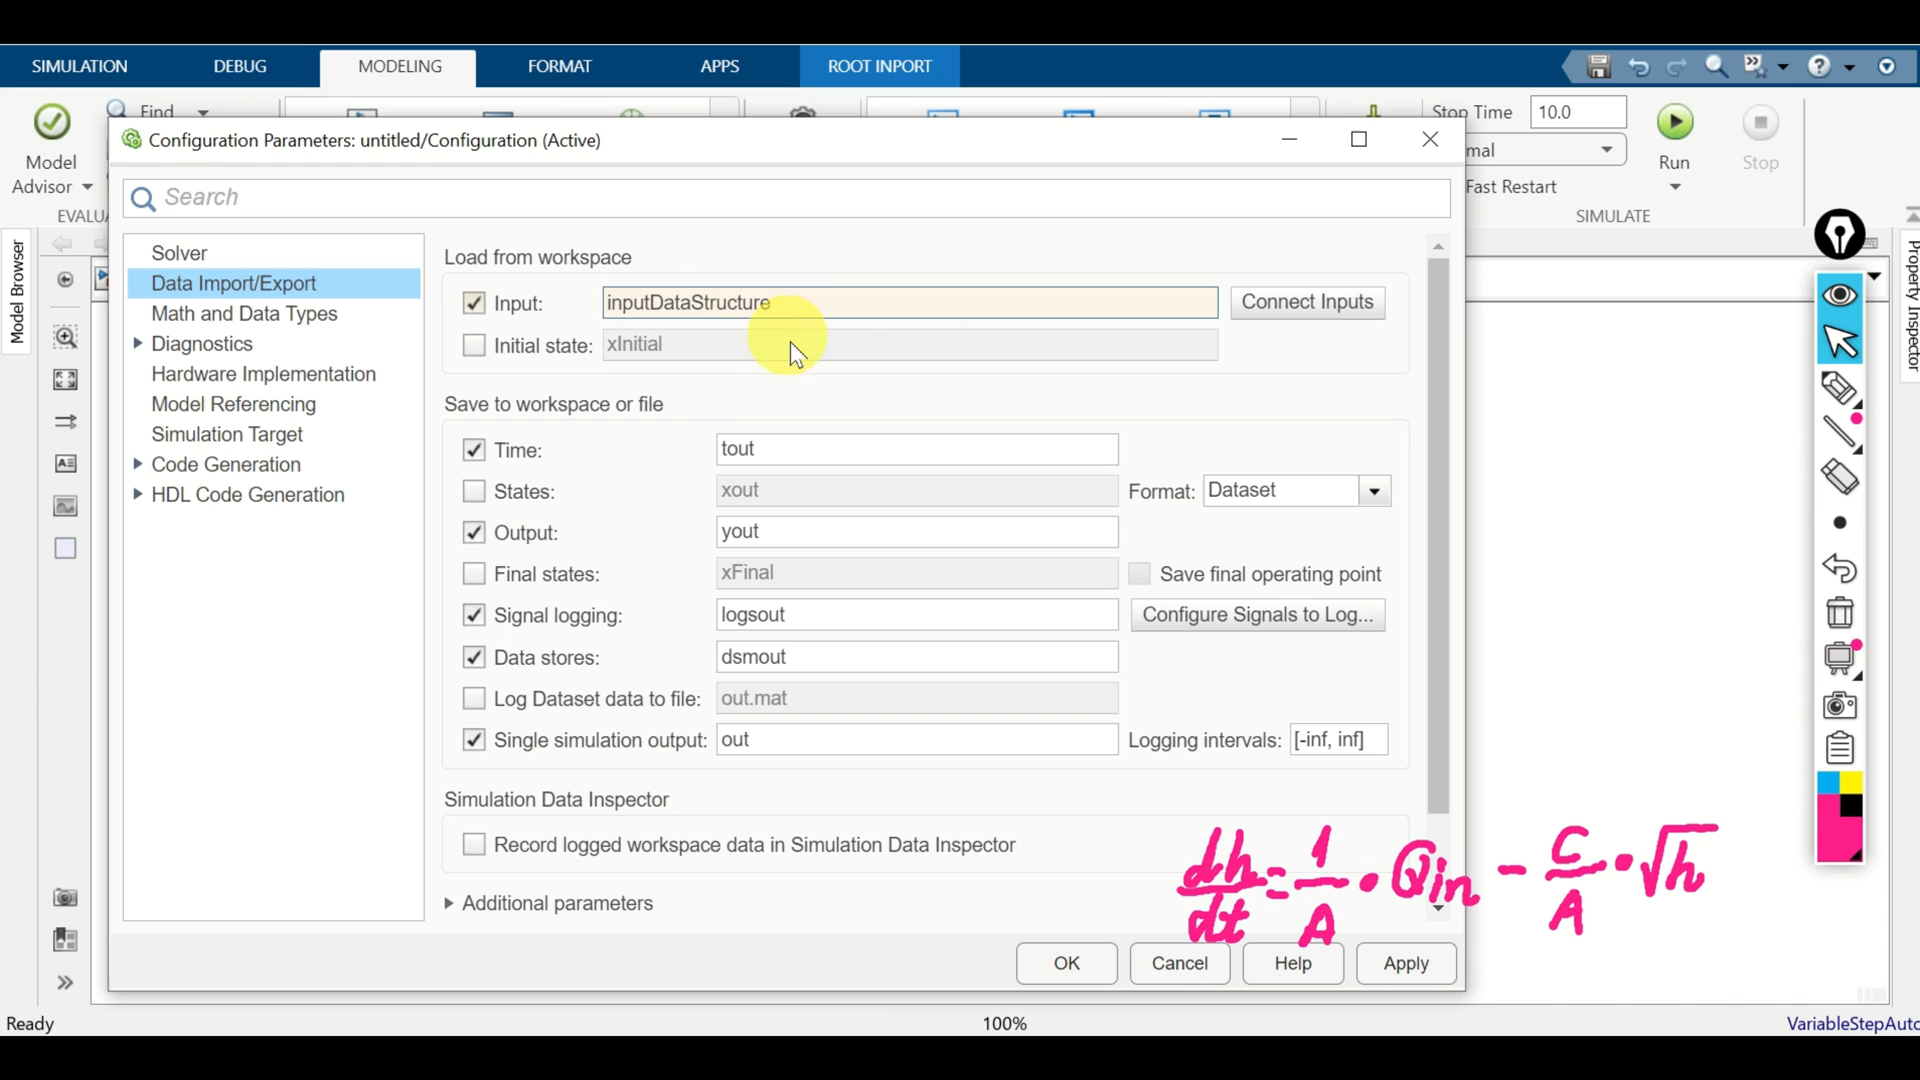 SIMULATION DEBUG MODELING FORMAT APPS ROOT INPORT
Find
Stop Time 10.0
Model
Advisor
mal
Run Stop
Fast Restart
EVALUA
SIMULATE
Configuration Parameters: untitled/Configuration (Active)
Search
Model Browser
Property Inspector
Solver
Data Import/Export
Math and Data Types
Diagnostics
Hardware Implementation
Model Referencing
Simulation Target
Code Generation
HDL Code Generation
Load from workspace
Input: inputDataStructure Connect Inputs
Initial state: xInitial
Save to workspace or file
Time: tout
States: xout Format: Dataset
Output: yout
Final states: xFinal Save final operating point
Signal logging: logsout Configure Signals to Log...
Data stores: dsmout
Log Dataset data to file: out.mat
Single simulation output: out Logging intervals: [-inf, inf]
Simulation Data Inspector
Record logged workspace data in Simulation Data Inspector
Additional parameters
dh/dt = 1/A • Qin - C/A • √h
OK Cancel Help Apply
Ready 100% VariableStepAuto